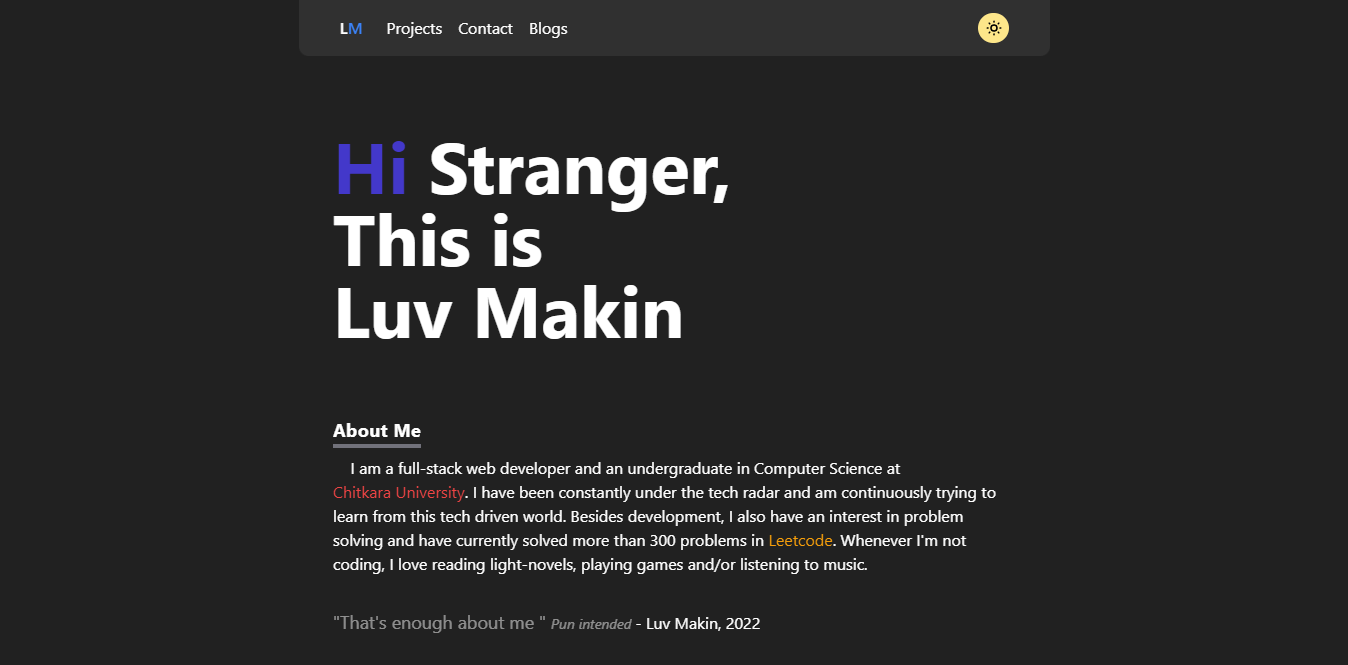 LM Projects Contact Blogs
Hi Stranger,
This is
Luv Makin
About Me
I am a full-stack web developer and an undergraduate in Computer Science at
Chitkara University. I have been constantly under the tech radar and am continuously trying to
learn from this tech driven world. Besides development, I also have an interest in problem
solving and have currently solved more than 300 problems in Leetcode. Whenever I'm not
coding, I love reading light-novels, playing games and/or listening to music.
"That's enough about me " Pun intended - Luv Makin, 2022